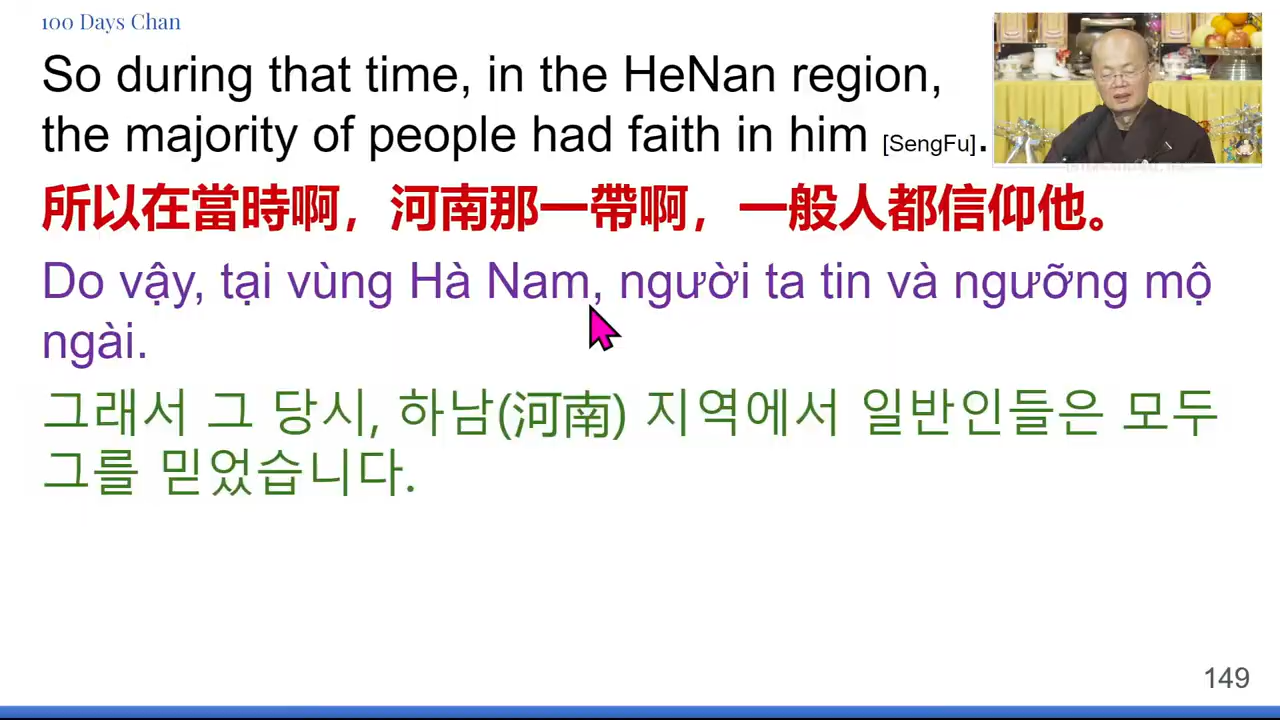 100 Days Chan
So during that time, in the HeNan region,
the majority of people had faith in him [SengFu].
所以在當時啊，河南那一帶啊，一般人都信仰他。
Do vậy, tại vùng Hà Nam, người ta tin và ngưỡng mộ
ngài.
그래서 그 당시, 하남(河南) 지역에서 일반인들은 모두
그를 믿었습니다.
149